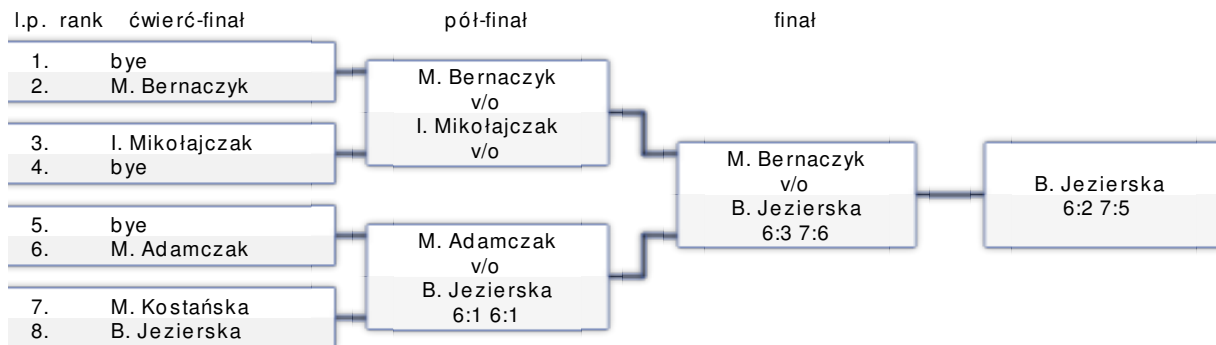 l.p. rank ćwierć-finał pół-finał finał
1. bye
2. M. Bernaczyk
3. I. Mikołajczak
4. bye
5. bye
6. M. Adamczak
7. M. Kostańska
8. B. Jezierska
M. Bernaczyk
v/o
I. Mikołajczak
v/o
M. Adamczak
v/o
B. Jezierska
6:1 6:1
M. Bernaczyk
v/o
B. Jezierska
6:3 7:6
B. Jezierska
6:2 7:5